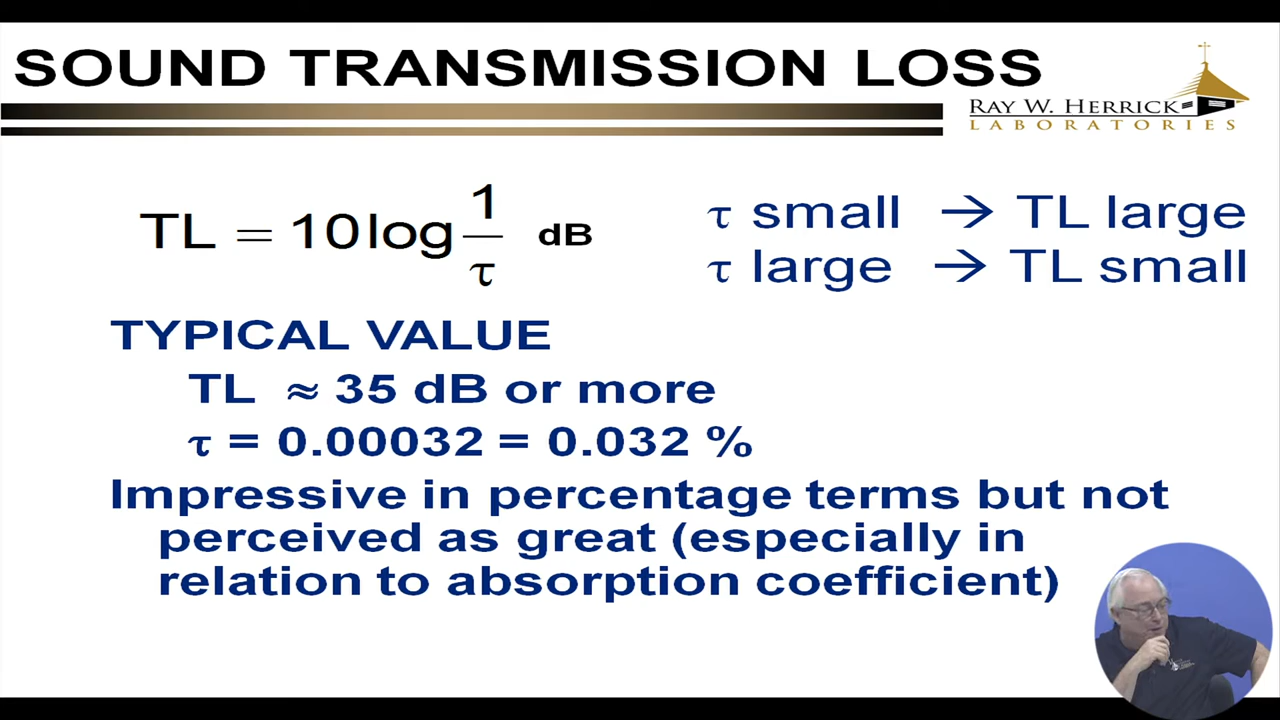 SOUND TRANSMISSION LOSS
RAY W. HERRICK
LABORATORIES
TL = 10 log 1/τ dB
τ small → TL large
τ large → TL small
TYPICAL VALUE
TL ≈ 35 dB or more
τ = 0.00032 = 0.032 %
Impressive in percentage terms but not
perceived as great (especially in
relation to absorption coefficient)